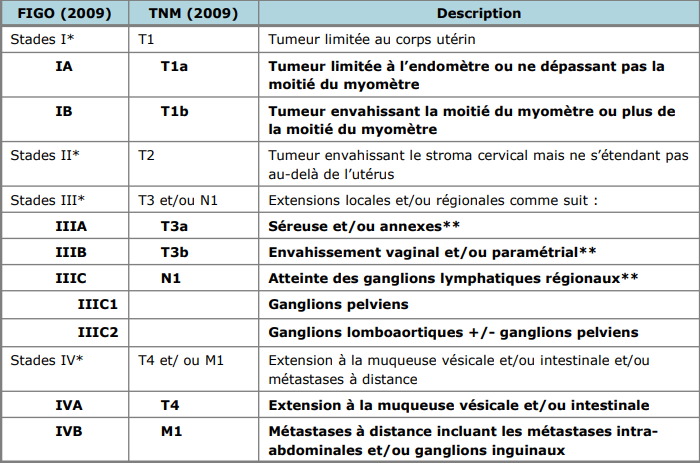 FIGO (2009) TNM (2009) Description
Stades I* T1 Tumeur limitée au corps utérin
IA T1a Tumeur limitée à l’endomètre ou ne dépassant pas la
moitié du myomètre
IB T1b Tumeur envahissant la moitié du myomètre ou plus de
la moitié du myomètre
Stades II* T2 Tumeur envahissant le stroma cervical mais ne s’étendant pas
au-delà de l’utérus
Stades III* T3 et/ou N1 Extensions locales et/ou régionales comme suit :
IIIA T3a Séreuse et/ou annexes**
IIIB T3b Envahissement vaginal et/ou paramétrial**
IIIC N1 Atteinte des ganglions lymphatiques régionaux**
IIIC1 Ganglions pelviens
IIIC2 Ganglions lomboaortiques +/- ganglions pelviens
Stades IV* T4 et/ ou M1 Extension à la muqueuse vésicale et/ou intestinale et/ou
métastases à distance
IVA T4 Extension à la muqueuse vésicale et/ou intestinale
IVB M1 Métastases à distance incluant les métastases intra-
abdominales et/ou ganglions inguinaux